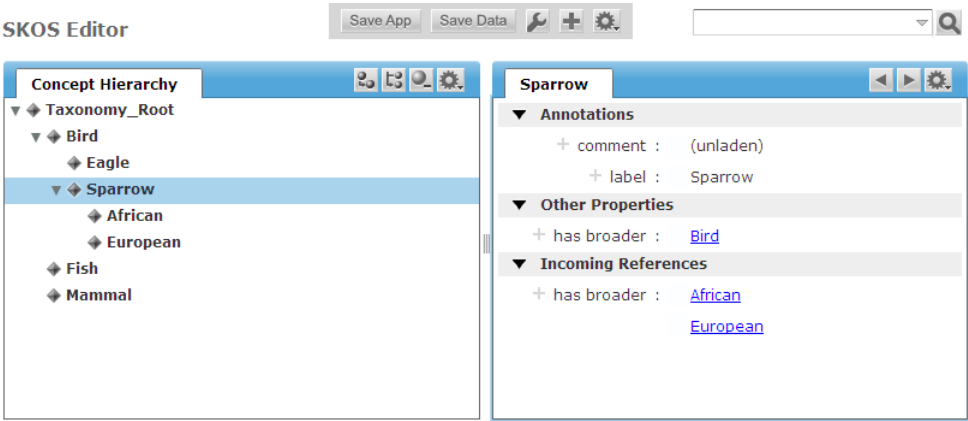 SKOS Editor
Save App
Save Data
Concept Hierarchy
Taxonomy_Root
Bird
Eagle
Sparrow
African
European
Fish
Mammal
Sparrow
Annotations
comment : (unladen)
label : Sparrow
Other Properties
has broader : Bird
Incoming References
has broader : African
European